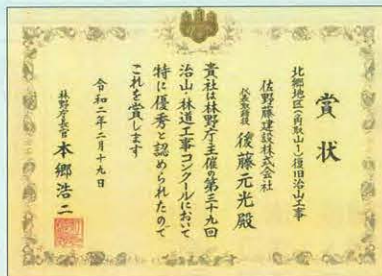 賞状
北郷地区(角取山1)復旧治山工事
佐野藤建設株式会社
代表取締役 後藤元光殿
貴社は林野庁主催の第三十九回
治山・林道工事コンクールにおいて
特に優秀と認められたので
これを賞します
令和二年二月十九日
林野庁長官 本郷浩二